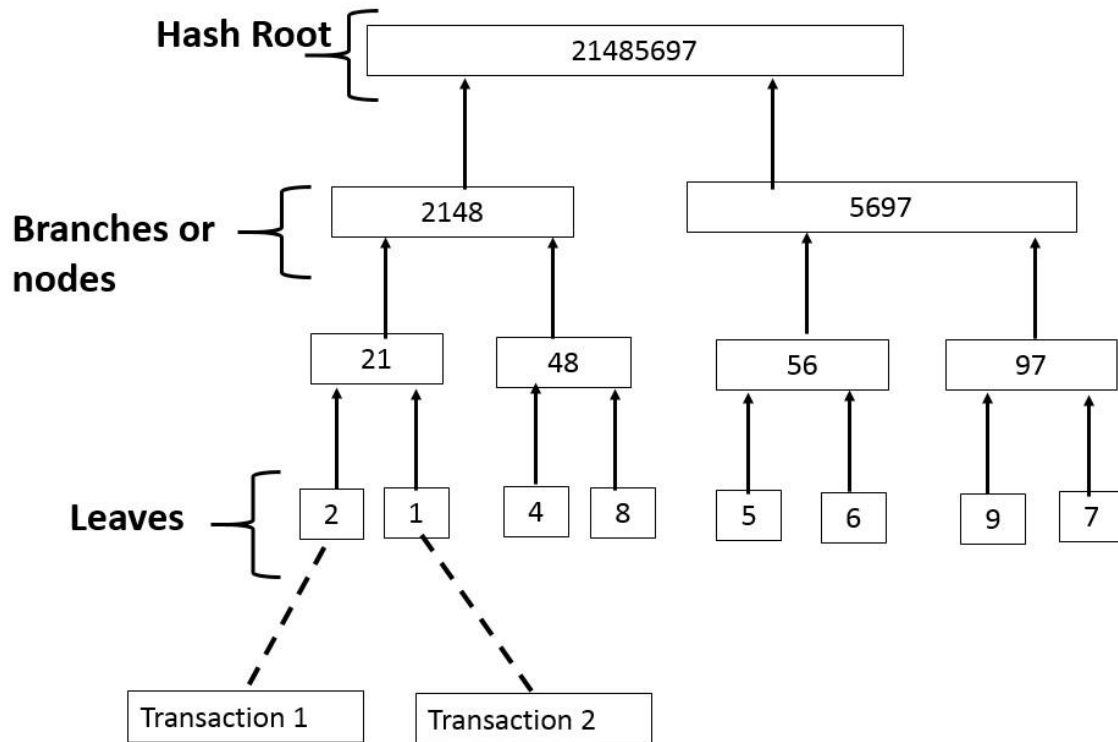 Hash Root
21485697
Branches or
nodes
2148
5697
21
48
56
97
Leaves
2
1
4
8
5
6
9
7
Transaction 1
Transaction 2